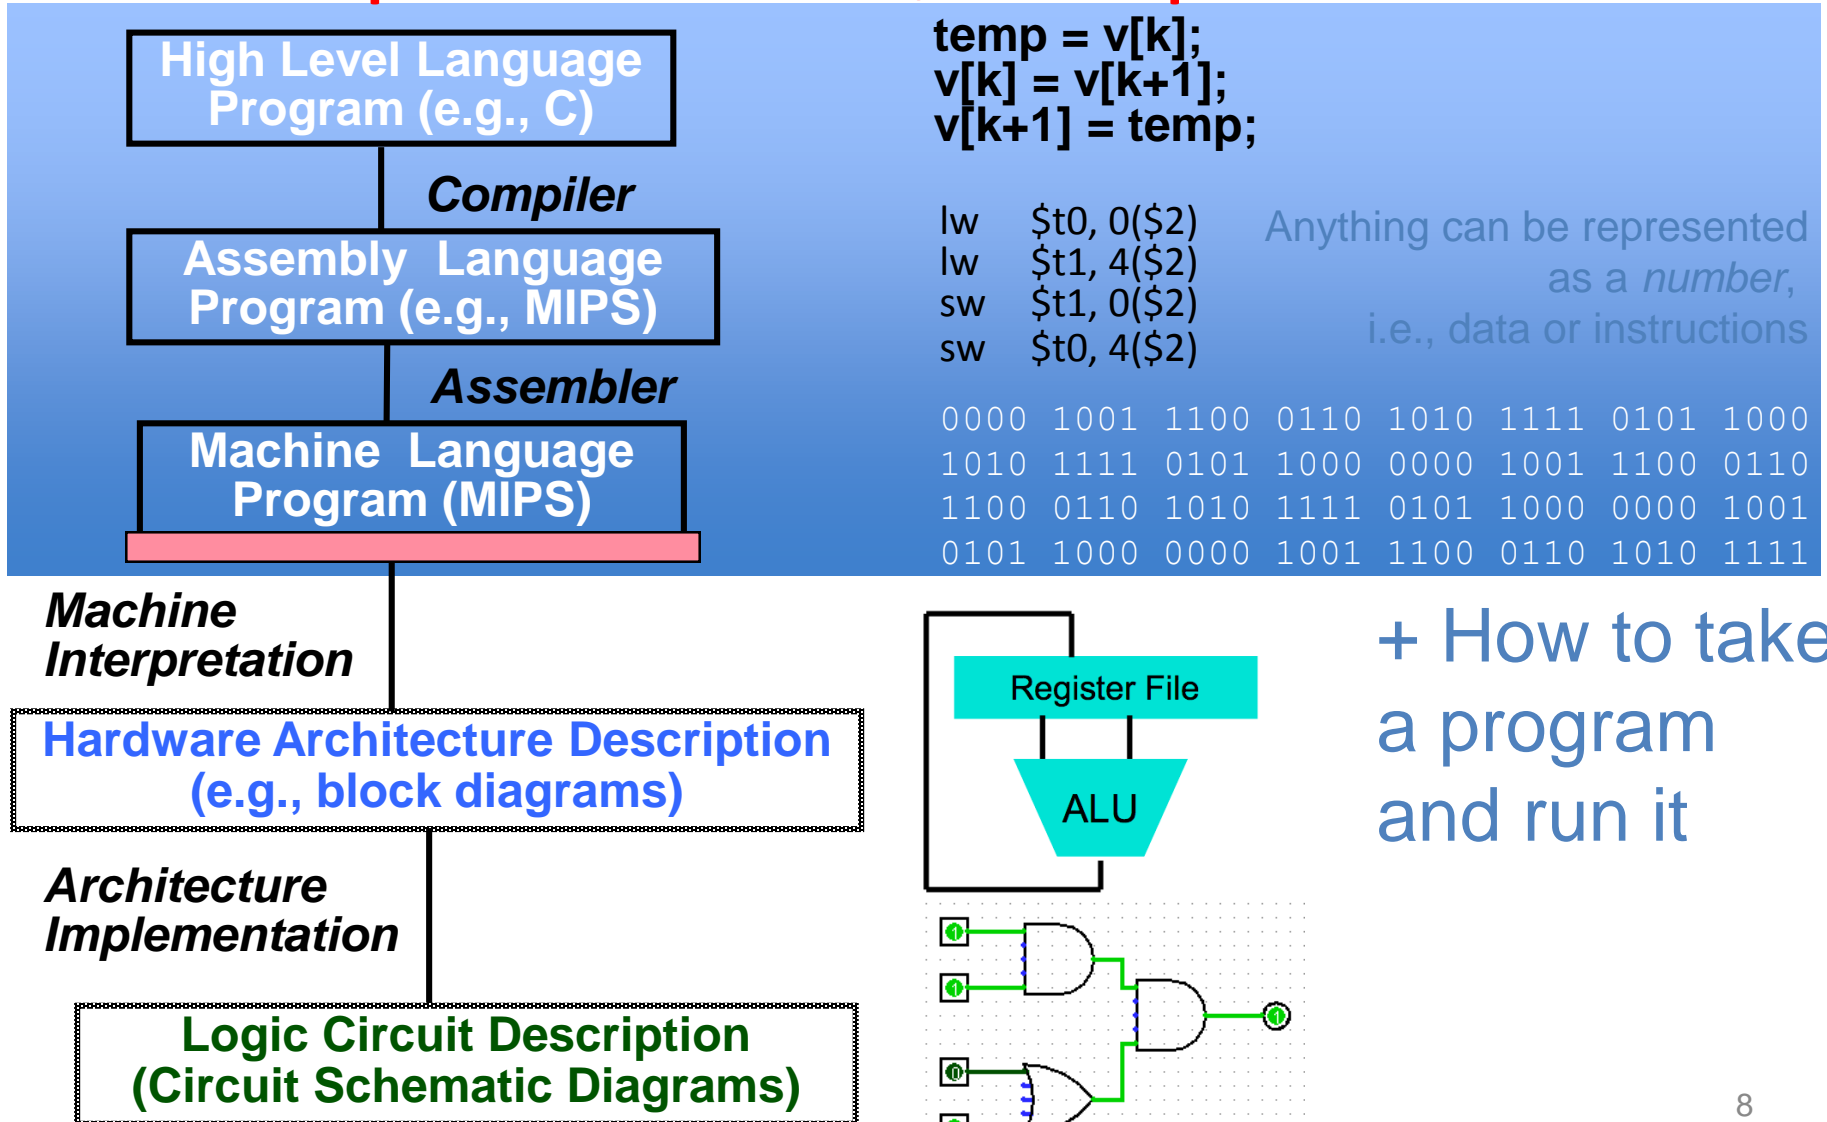 High Level Language
Program (e.g., C)
temp = v[k];
v[k] = v[k+1];
v[k+1] = temp;
Compiler
Assembly Language
Program (e.g., MIPS)
lw $t0, 0($2)
lw $t1, 4($2)
sw $t1, 0($2)
sw $t0, 4($2)
Anything can be represented
as a number,
i.e., data or instructions
Assembler
Machine Language
Program (MIPS)
0000 1001 1100 0110 1010 1111 0101 1000
1010 1111 0101 1000 0000 1001 1100 0110
1100 0110 1010 1111 0101 1000 0000 1001
0101 1000 0000 1001 1100 0110 1010 1111
Machine
Interpretation
Register File
ALU
+ How to take
a program
and run it
Hardware Architecture Description
(e.g., block diagrams)
Architecture
Implementation
1
1
1
0
Logic Circuit Description
(Circuit Schematic Diagrams)
8